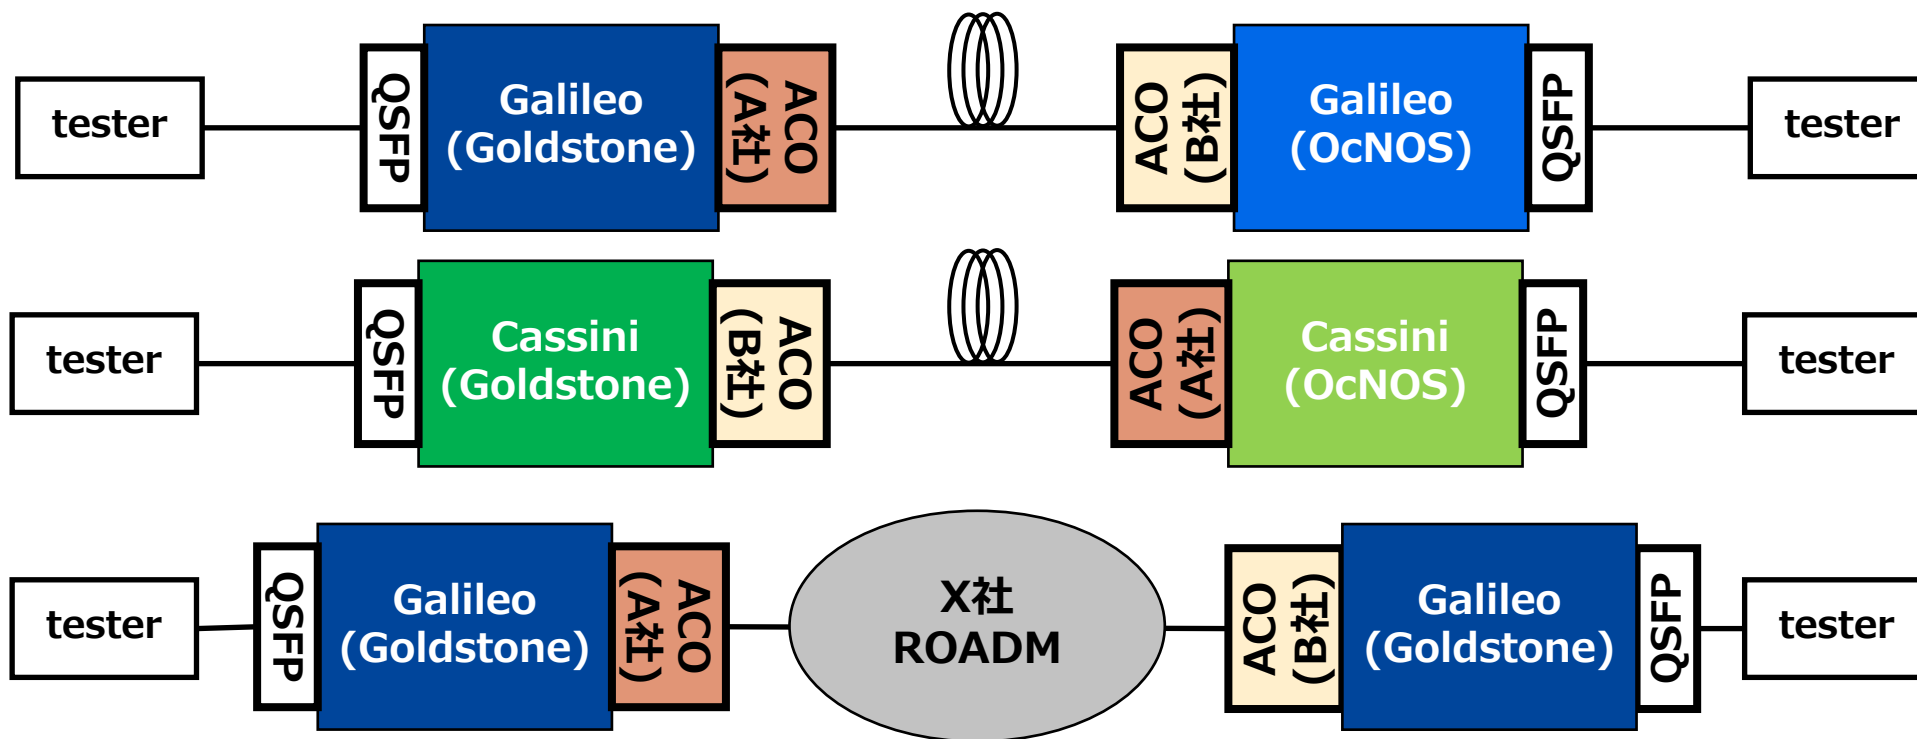 tester
QSFP
Galileo
(Goldstone)
ACO
(A社)
ACO
(B社)
Galileo
(OcNOS)
QSFP
tester
tester
QSFP
Cassini
(Goldstone)
ACO
(B社)
ACO
(A社)
Cassini
(OcNOS)
QSFP
tester
tester
QSFP
Galileo
(Goldstone)
ACO
(A社)
X社
ROADM
ACO
(B社)
Galileo
(Goldstone)
QSFP
tester